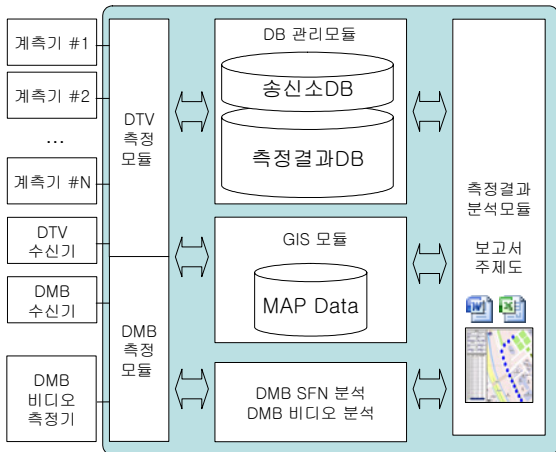 계측기 #1
계측기 #2
...
계측기 #N
DTV
수신기
DMB
수신기
DMB
비디오
측정기
DTV
측정
모듈
DMB
측정
모듈
DB 관리모듈
송신소DB
측정결과DB
GIS 모듈
MAP Data
DMB SFN 분석
DMB 비디오 분석
측정결과
분석모듈
보고서
주제도